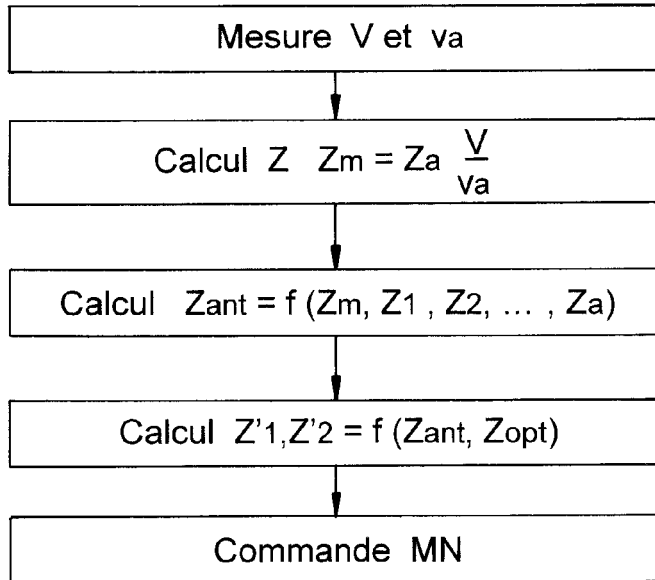 Mesure V et va
Calcul Z Zm = Za V/va
Calcul Zant = f (Zm, Z1 , Z2, ... , Za)
Calcul Z'1,Z'2 = f (Zant, Zopt)
Commande MN